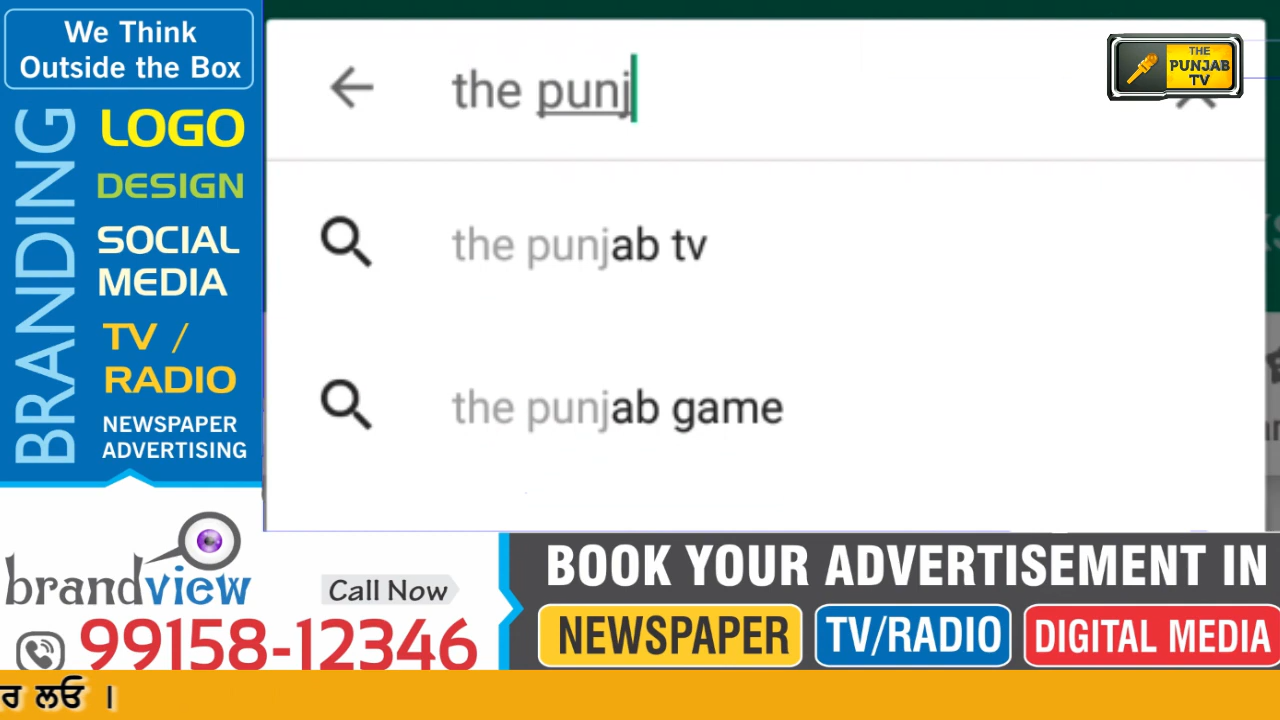 We Think
Outside the Box
BRANDING
LOGO
DESIGN
SOCIAL
MEDIA
TV /
RADIO
NEWSPAPER
ADVERTISING
the punj
THE
PUNJAB
TV
the punjab tv
the punjab game
brandview
Call Now
99158-12346
BOOK YOUR ADVERTISEMENT IN
NEWSPAPER
TV/RADIO
DIGITAL MEDIA
ਰ ਲਓ ।